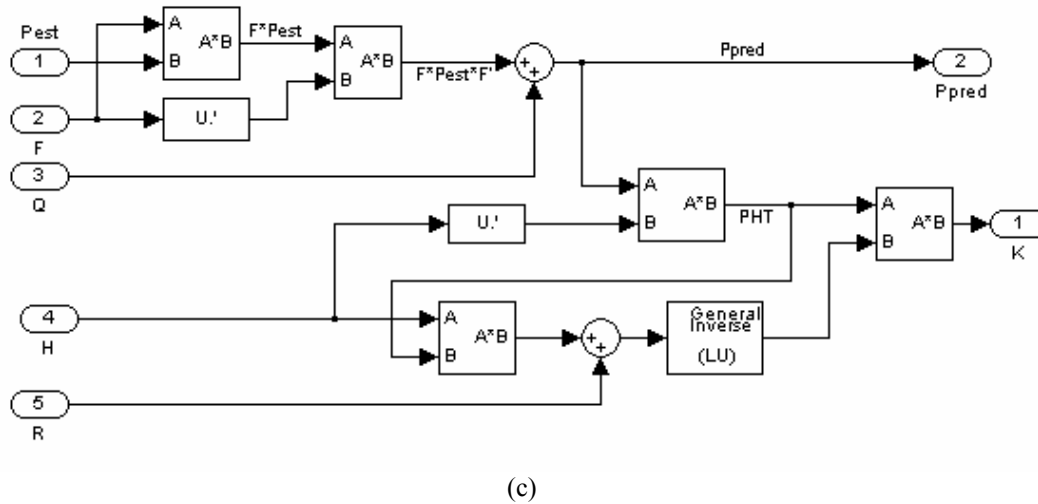 Pest
1
A
B
A*B
F*Pest
A
B
A*B
F*Pest*F'
+
+
Ppred
2
Ppred
2
F
U.'
3
Q
U.'
A
B
A*B
PHT
A
B
A*B
1
K
4
H
A
B
A*B
+
+
General
Inverse
(LU)
5
R
(c)